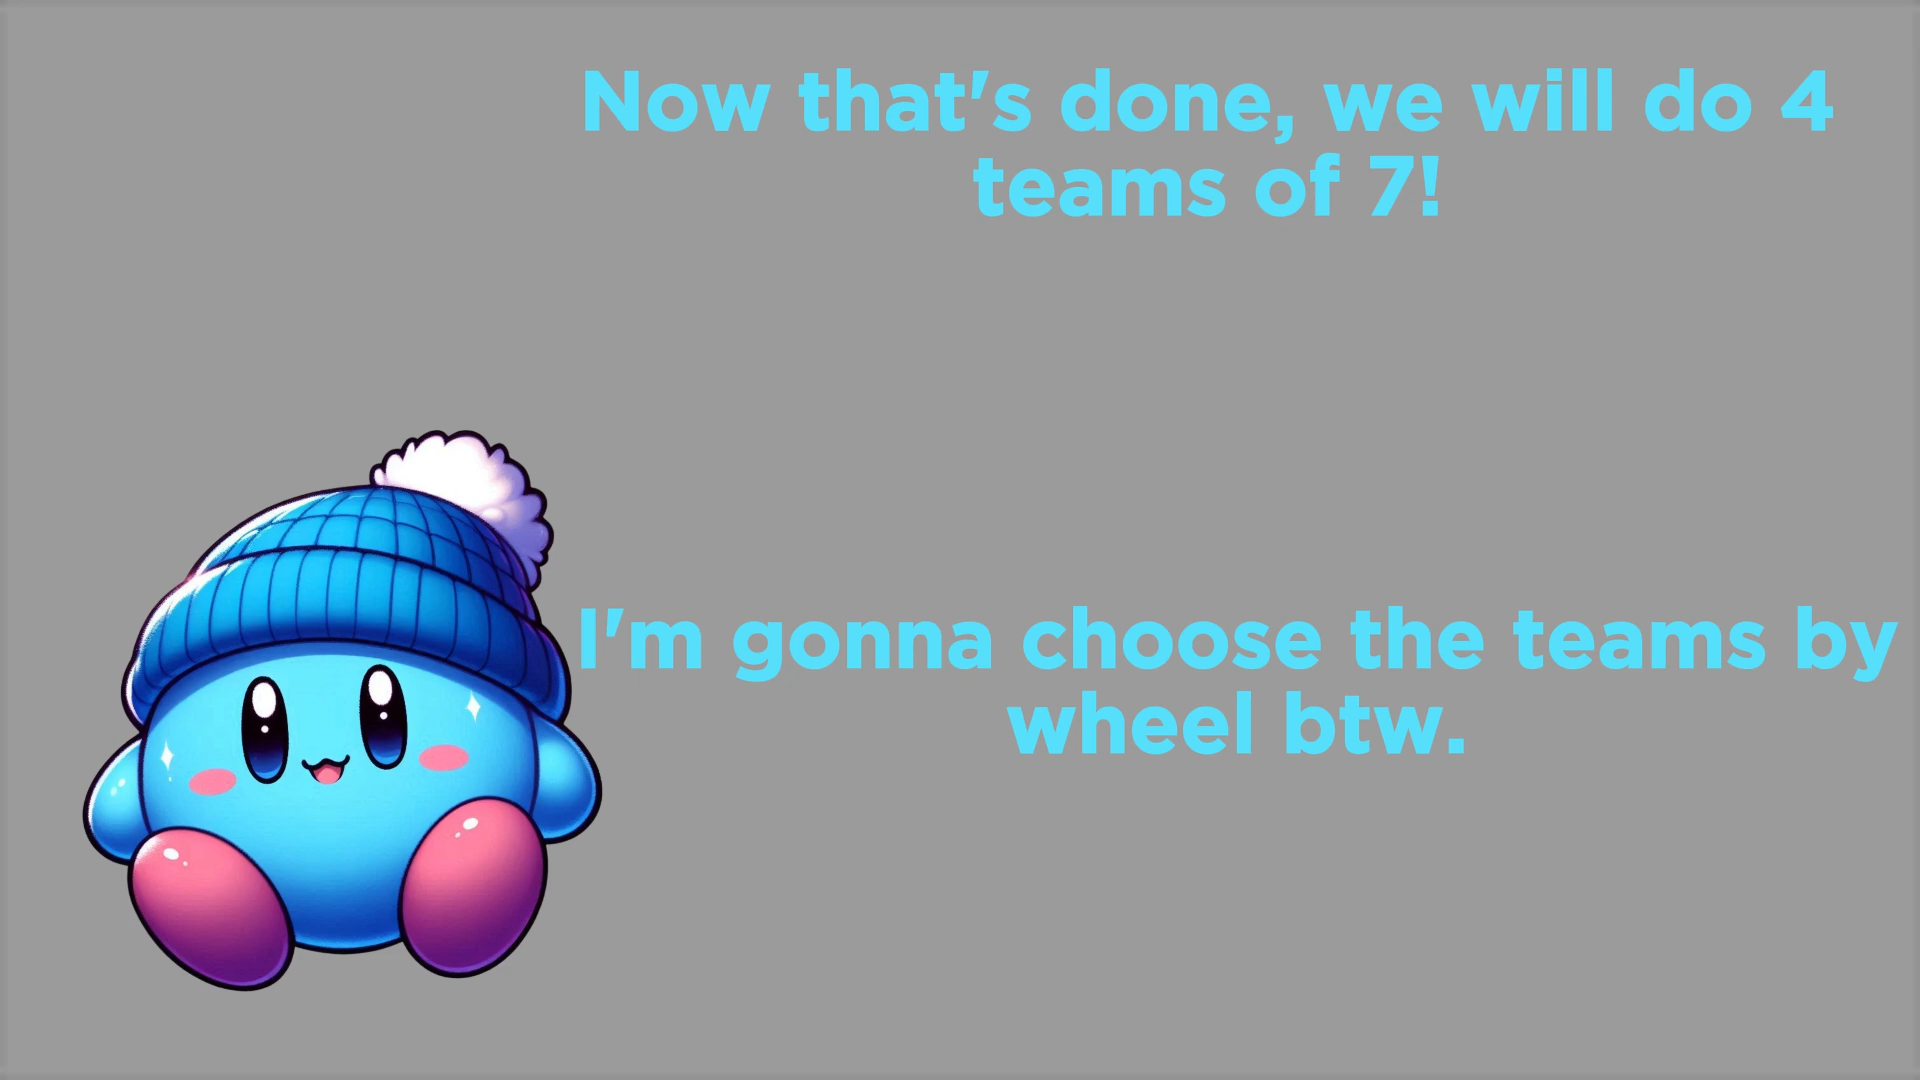 Now that's done, we will do 4
teams of 7!
I'm gonna choose the teams by
wheel btw.